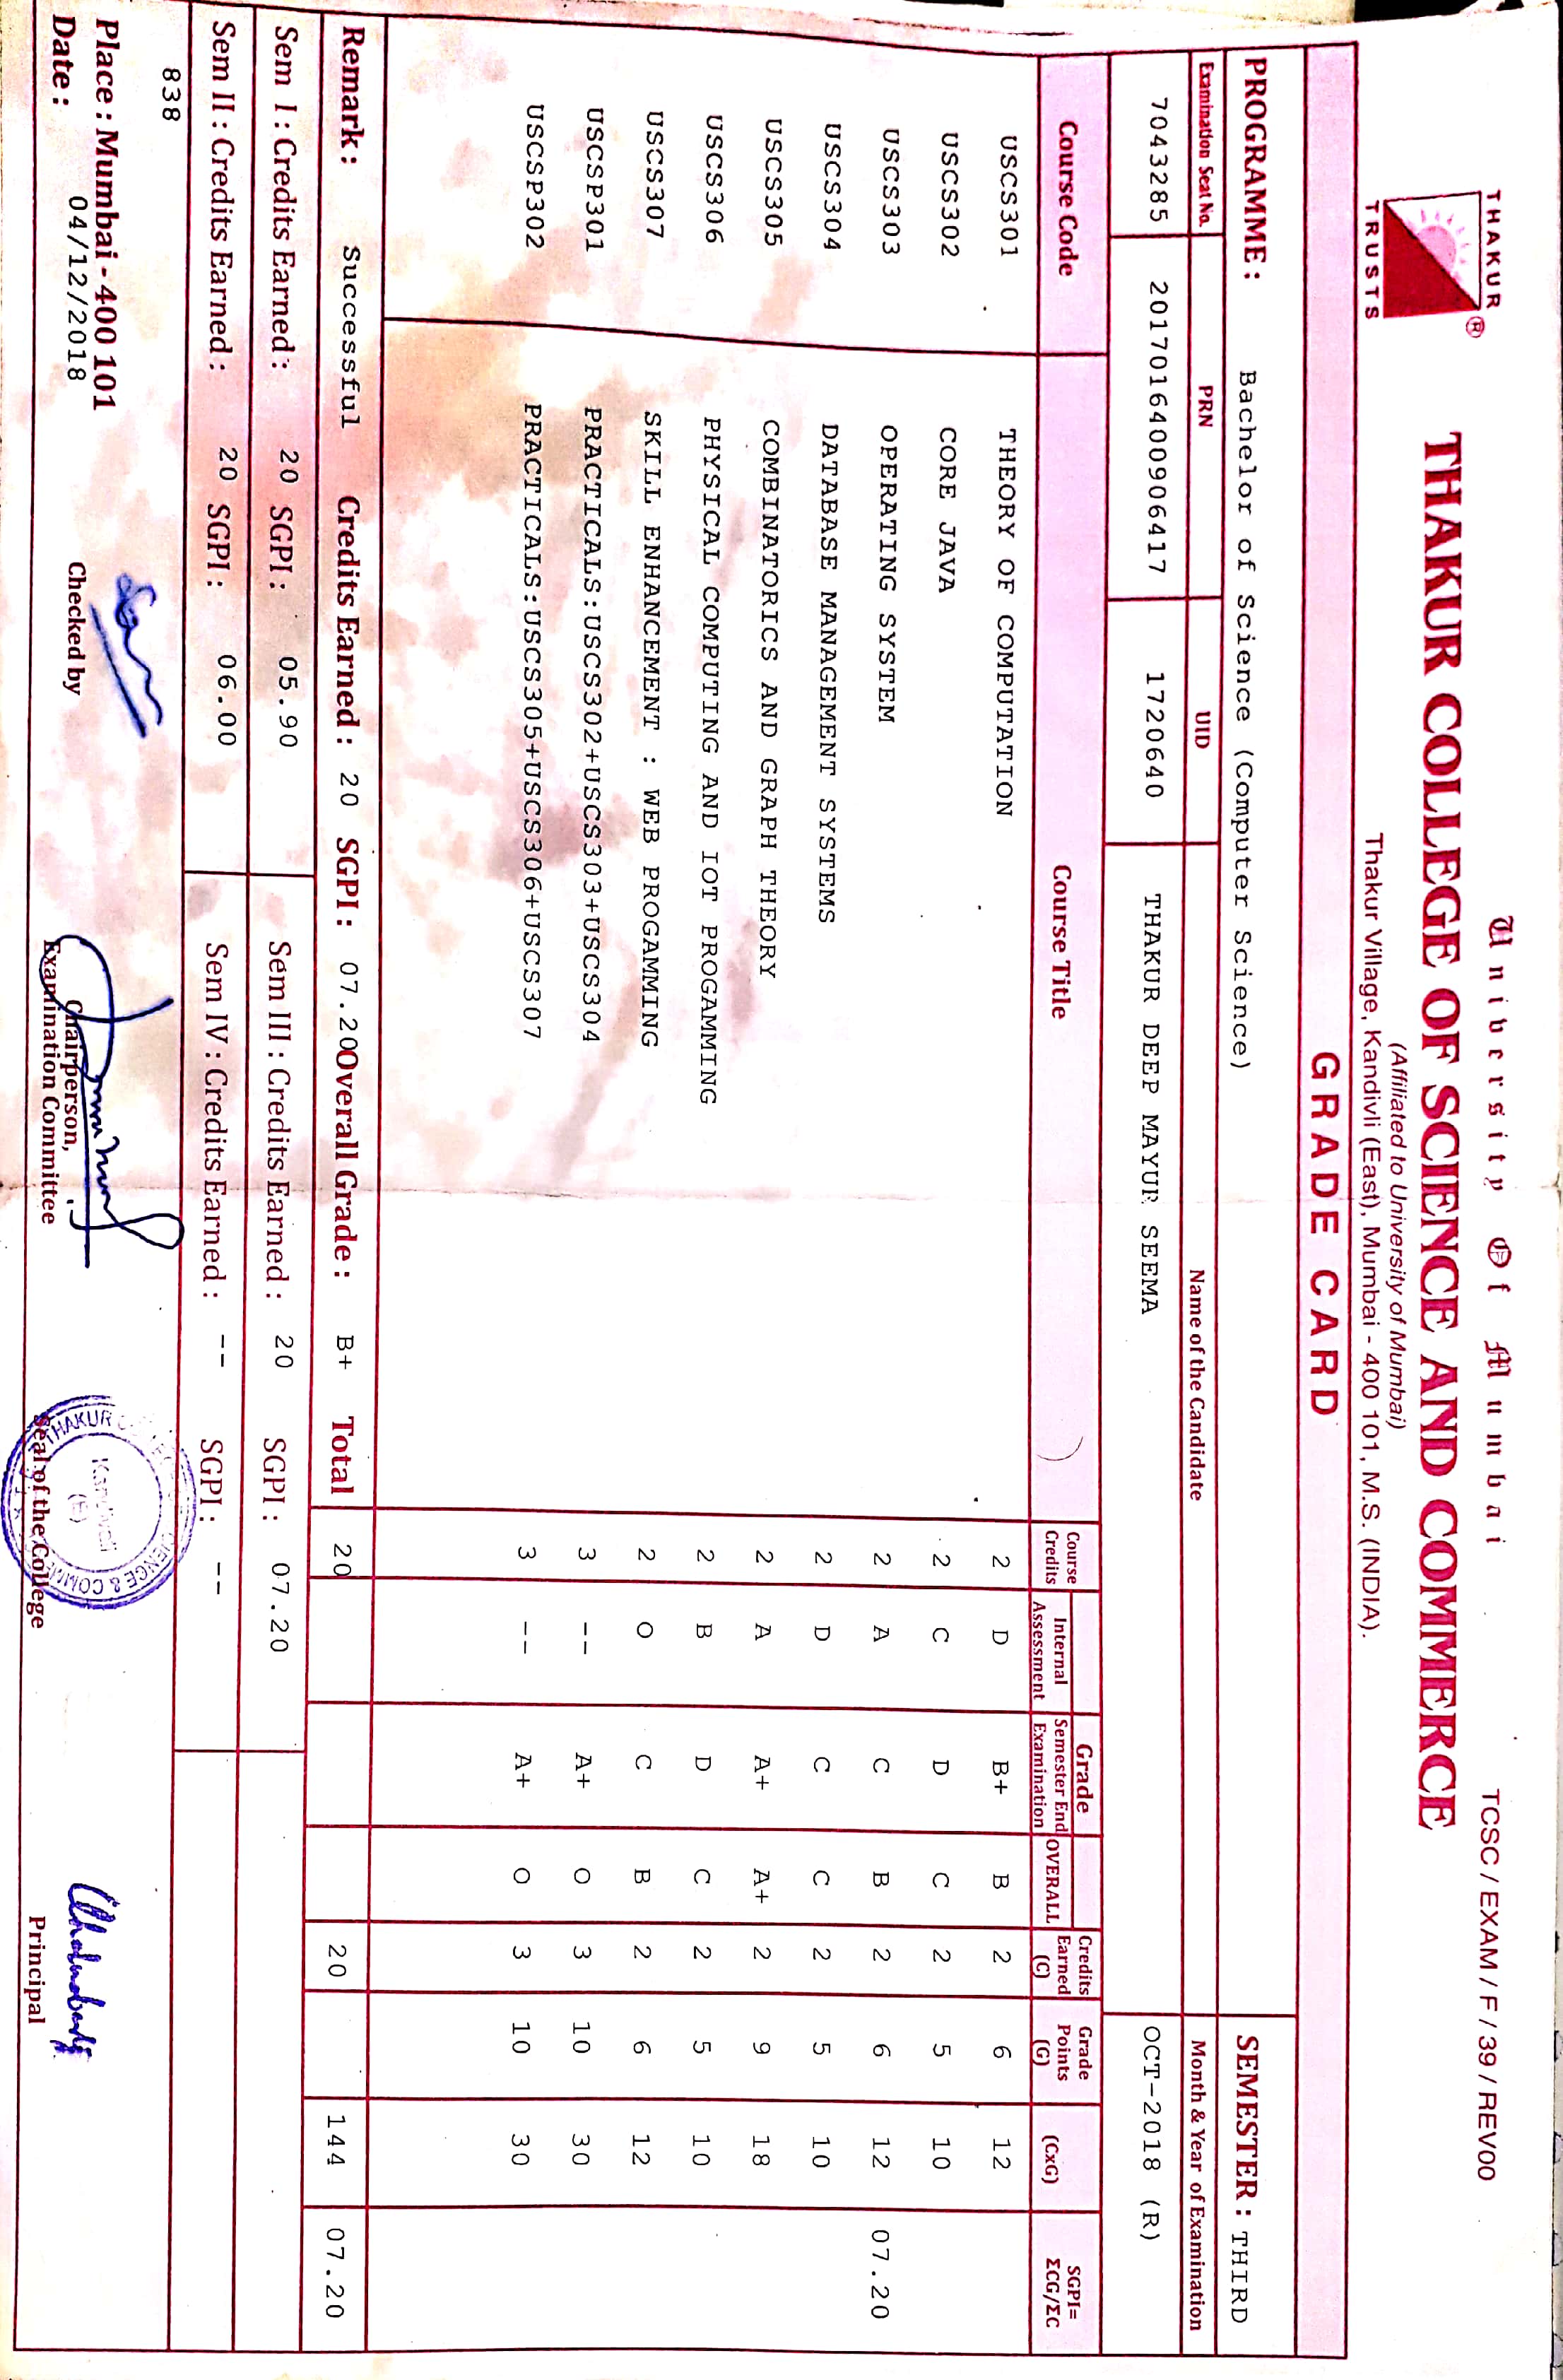 THAKUR
TRUSTS
®
University Of Mumbai
TCSC / EXAM / F / 39 / REV00
THAKUR COLLEGE OF SCIENCE AND COMMERCE
(Affiliated to University of Mumbai)
Thakur Village, Kandivli (East), Mumbai - 400 101, M.S. (INDIA).
GRADE CARD
PROGRAMME : Bachelor of Science (Computer Science) SEMESTER : THIRD
Examination Seat No. PRN UID Name of the Candidate Month & Year of Examination
7043285 2017016400906417 1720640 THAKUR DEEP MAYUR SEEMA OCT-2018 (R)
Course Code Course Title Course Credits Grade Internal Assessment Semester End Examination OVERALL Credits Earned (C) Grade Points (G) (CxG) SGPI= ΣCG/ΣC
USCS301 THEORY OF COMPUTATION 2 D B+ B 2 6 12
USCS302 CORE JAVA 2 C D C 2 5 10
USCS303 OPERATING SYSTEM 2 A C B 2 6 12 07.20
USCS304 DATABASE MANAGEMENT SYSTEMS 2 D C C 2 5 10
USCS305 COMBINATORICS AND GRAPH THEORY 2 A A+ A+ 2 9 18
USCS306 PHYSICAL COMPUTING AND IOT PROGAMMING 2 B D C 2 5 10
USCS307 SKILL ENHANCEMENT : WEB PROGAMMING 2 O C B 2 6 12
USCSP301 PRACTICALS:USCS302+USCS303+USCS304 3 -- A+ O 3 10 30
USCSP302 PRACTICALS:USCS305+USCS306+USCS307 3 -- A+ O 3 10 30
Remark : Successful Credits Earned : 20 SGPI : 07.20 Overall Grade : B+ Total 20 20 144 07.20
Sem I : Credits Earned : 20 SGPI : 05.90 Sem III : Credits Earned : 20 SGPI : 07.20
Sem II : Credits Earned : 20 SGPI : 06.00 Sem IV : Credits Earned : -- SGPI : --
838
Place : Mumbai - 400 101
Date : 04/12/2018
Checked by
Chairperson,
Examination Committee
THAKUR
Kandivali
(E)
Seal of the College
Principal